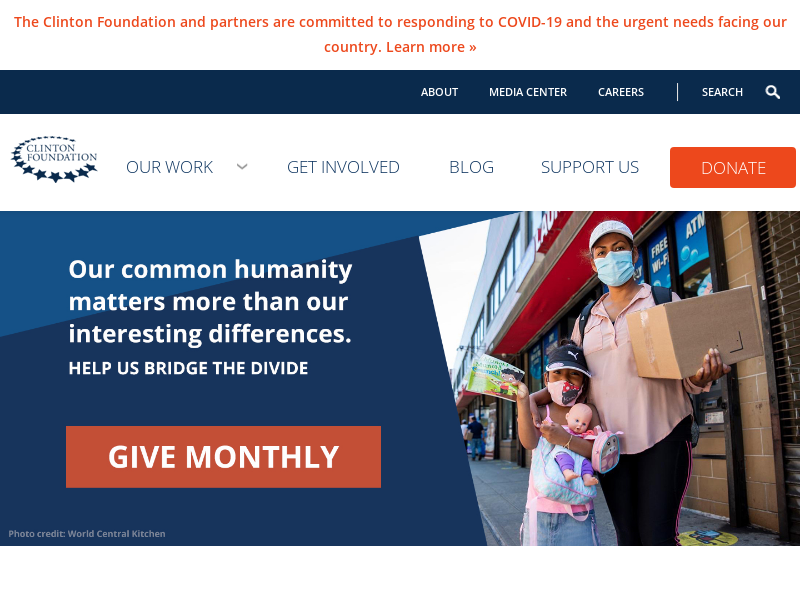 The Clinton Foundation and partners are committed to responding to COVID-19 and the urgent needs facing our
country. Learn more »
ABOUT MEDIA CENTER CAREERS SEARCH
CLINTON
FOUNDATION
OUR WORK GET INVOLVED BLOG SUPPORT US DONATE
Our common humanity
matters more than our
interesting differences.
HELP US BRIDGE THE DIVIDE
GIVE MONTHLY
FREE
WI-F
ATM
Photo credit: World Central Kitchen